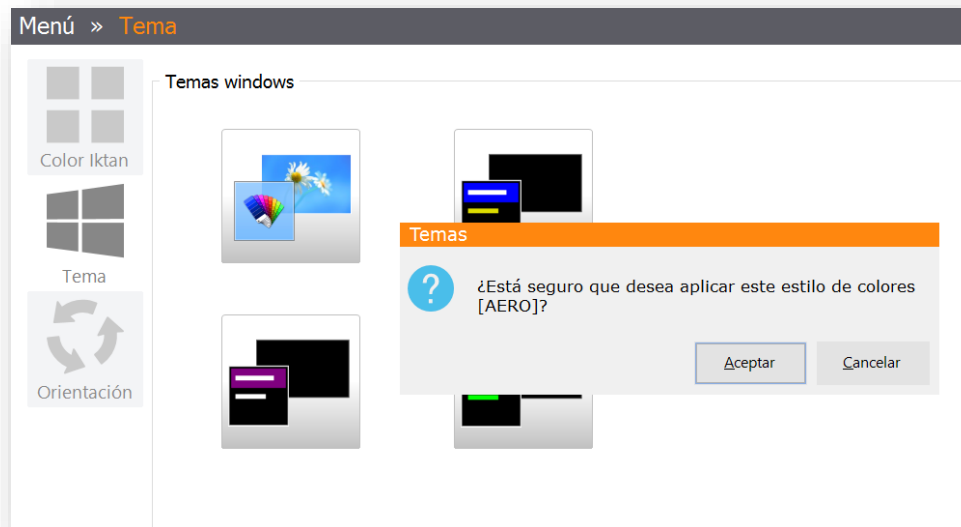 Menú » Tema
Color Iktan
Tema
Orientación
Temas windows
Temas
¿Está seguro que desea aplicar este estilo de colores
[AERO]?
Aceptar Cancelar